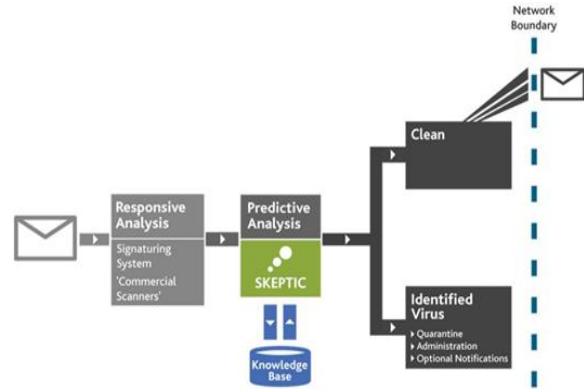 Network
Boundary
Clean
Responsive
Analysis
Signaturing
System
'Commercial
Scanners'
Predictive
Analysis
SKEPTIC
Knowledge
Base
Identified
Virus
Quarantine
Administration
Optional Notifications